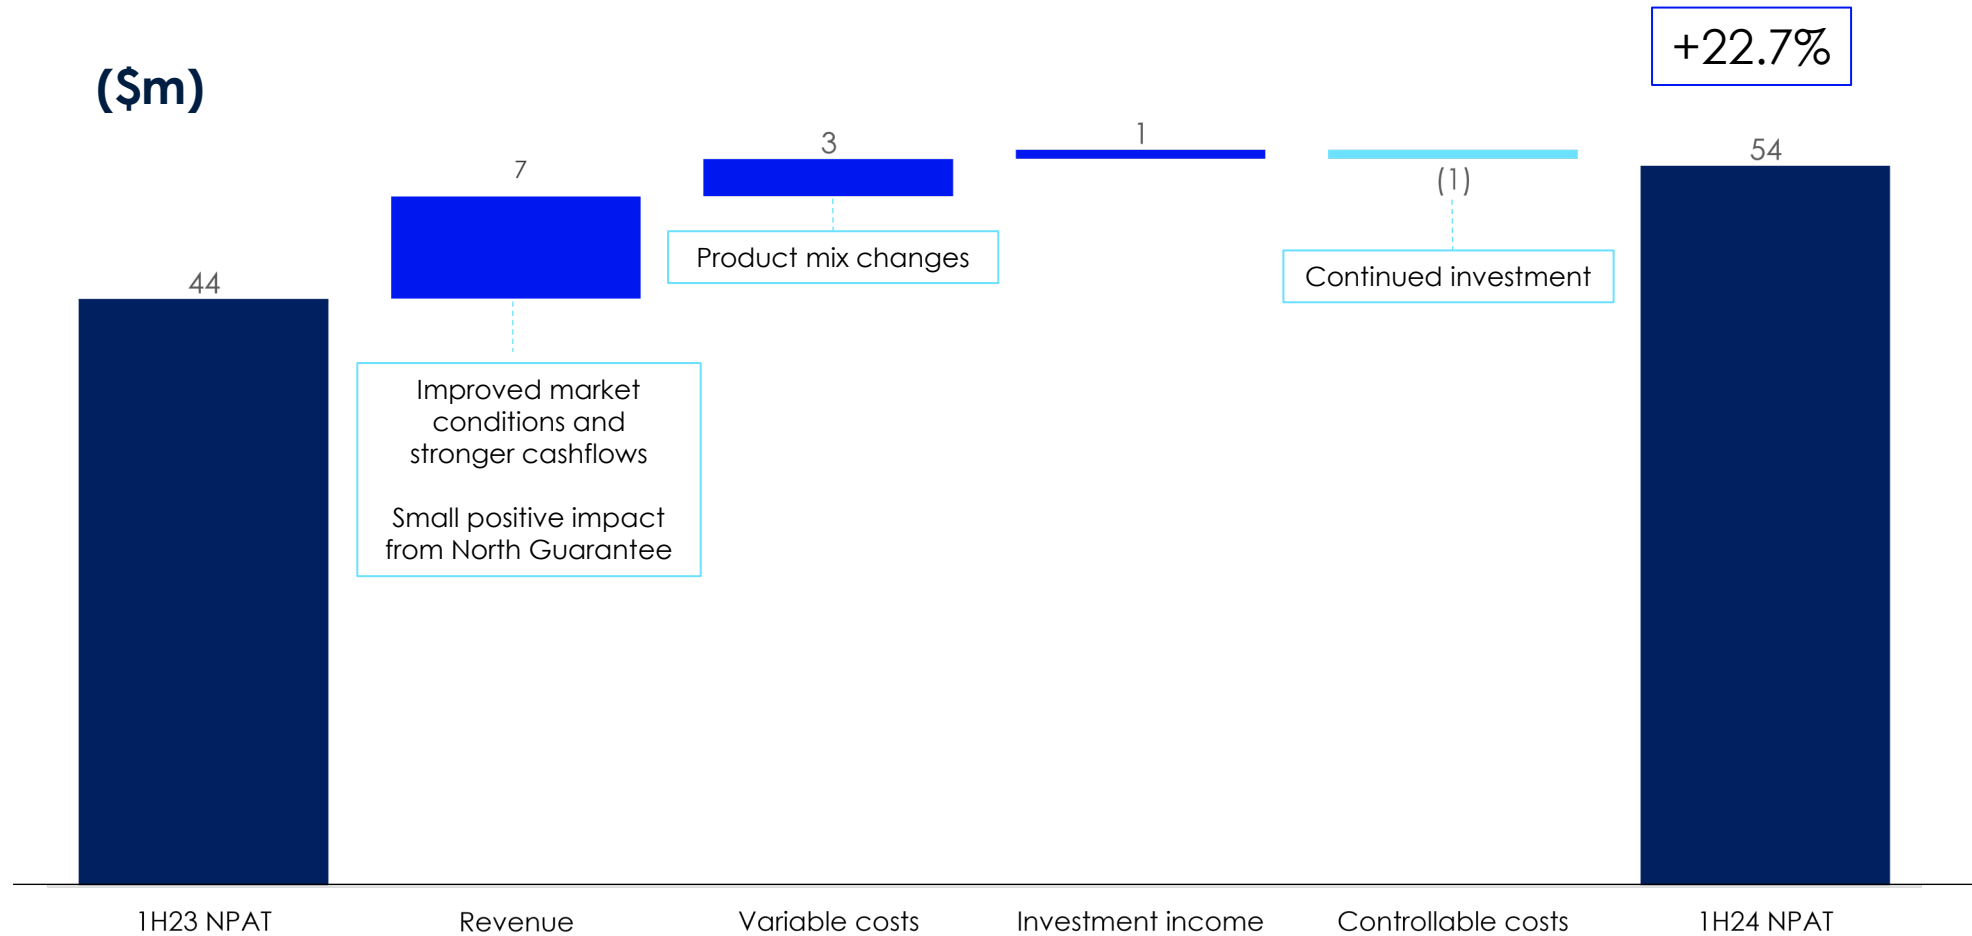 +22.7%
($m)
44
7
3
1
(1)
54
Product mix changes
Continued investment
Improved market
conditions and
stronger cashflows
Small positive impact
from North Guarantee
1H23 NPAT
Revenue
Variable costs
Investment income
Controllable costs
1H24 NPAT